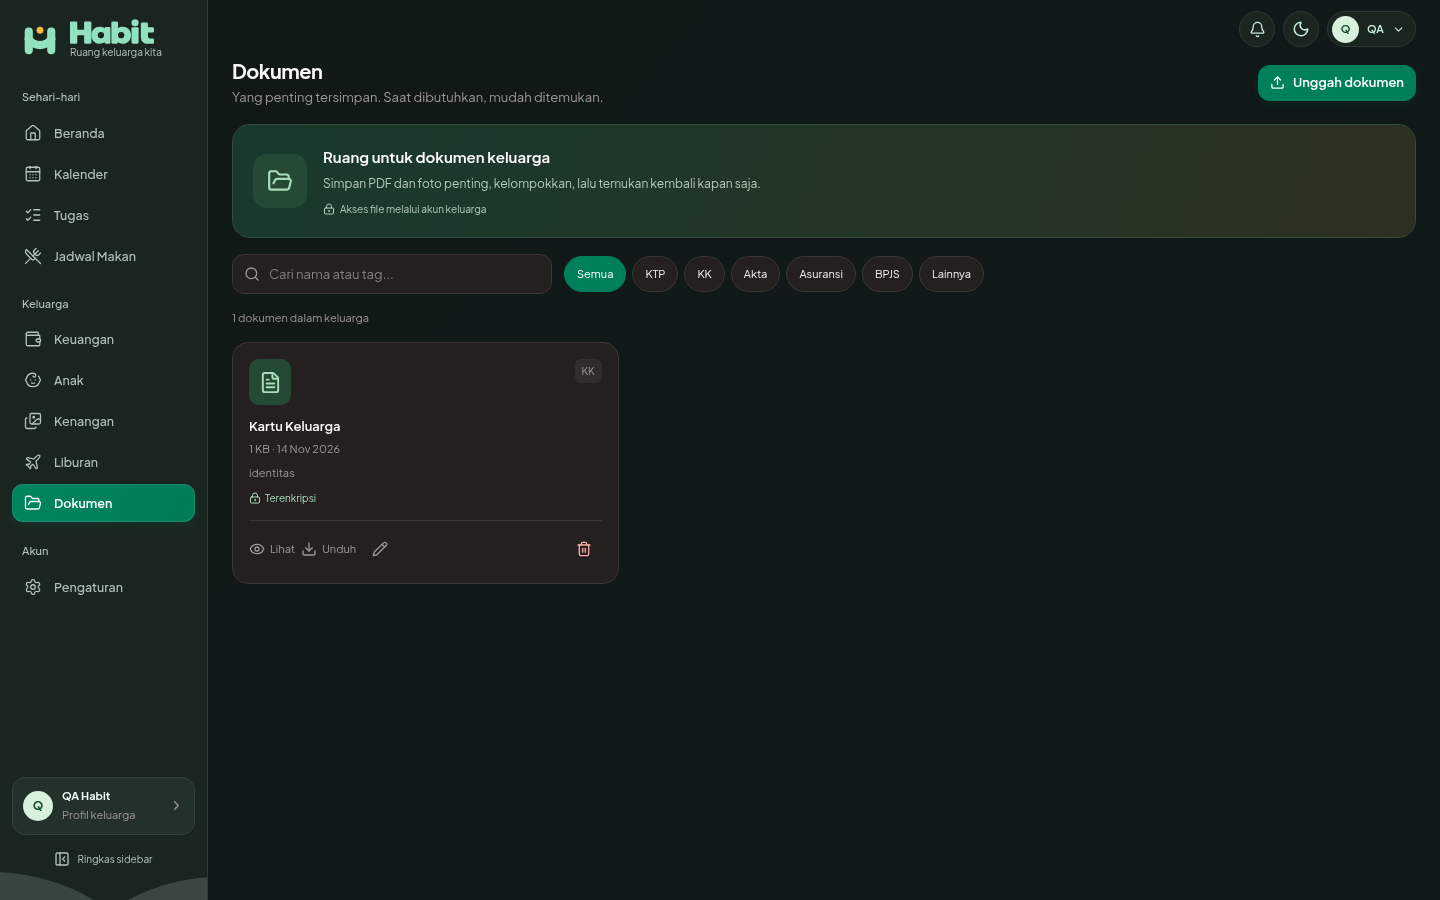 Habit
Ruang keluarga kita
Sehari-hari
Beranda
Kalender
Tugas
Jadwal Makan
Keluarga
Keuangan
Anak
Kenangan
Liburan
Dokumen
Akun
Pengaturan
Q
QA Habit
Profil keluarga
Ringkas sidebar
Q QA
Dokumen
Yang penting tersimpan. Saat dibutuhkan, mudah ditemukan.
Unggah dokumen
Ruang untuk dokumen keluarga
Simpan PDF dan foto penting, kelompokkan, lalu temukan kembali kapan saja.
Akses file melalui akun keluarga
Cari nama atau tag...
Semua KTP KK Akta Asuransi BPJS Lainnya
1 dokumen dalam keluarga
KK
Kartu Keluarga
1 KB · 14 Nov 2026
identitas
Terenkripsi
Lihat Unduh